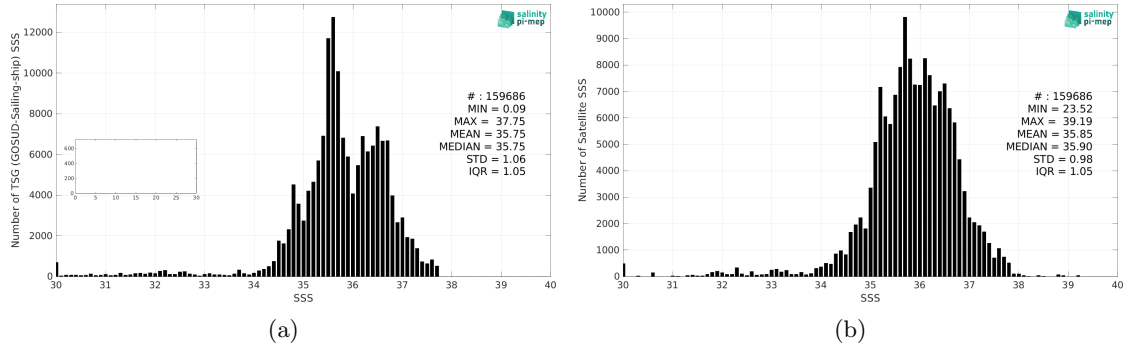 salinity
pi-mep
Number of TSG (GOSUD-Sailing-ship) SSS
12000
10000
8000
6000
4000
2000
0
# : 159686
MIN = 0.09
MAX = 37.75
MEAN = 35.75
MEDIAN = 35.75
STD = 1.06
IQR = 1.05
600
400
200
0
0 5 10 15 20 25 30
30 31 32 33 34 35 36 37 38 39 40
SSS
(a)
salinity
pi-mep
Number of Satellite SSS
10000
9000
8000
7000
6000
5000
4000
3000
2000
1000
0
# : 159686
MIN = 23.52
MAX = 39.19
MEAN = 35.85
MEDIAN = 35.90
STD = 0.98
IQR = 1.05
30 31 32 33 34 35 36 37 38 39 40
SSS
(b)